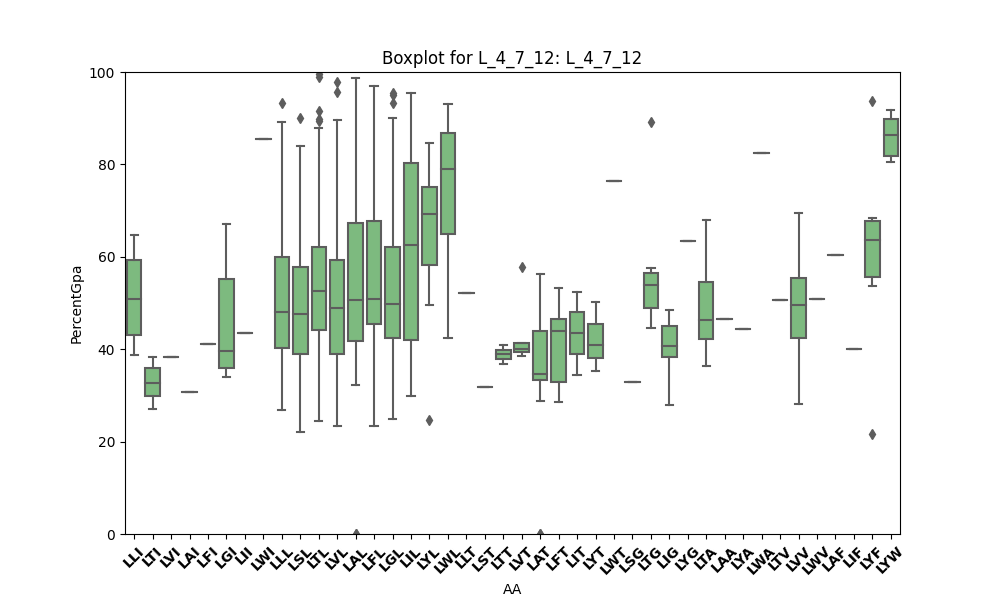 Boxplot for L_4_7_12: L_4_7_12
PercentGpa
100
80
60
40
20
0
LLI LTI LVI LAI LFI LGI LII LWI LLL LSL LTL LVL LAL LFL LGL LIL LYL LWL LLT LST LTT LVT LAT LFT LIT LYT LWT LSG LTG LIG LYG LTA LAA LYA LWA LTV LVV LWV LAF LIF LYF LYW
AA